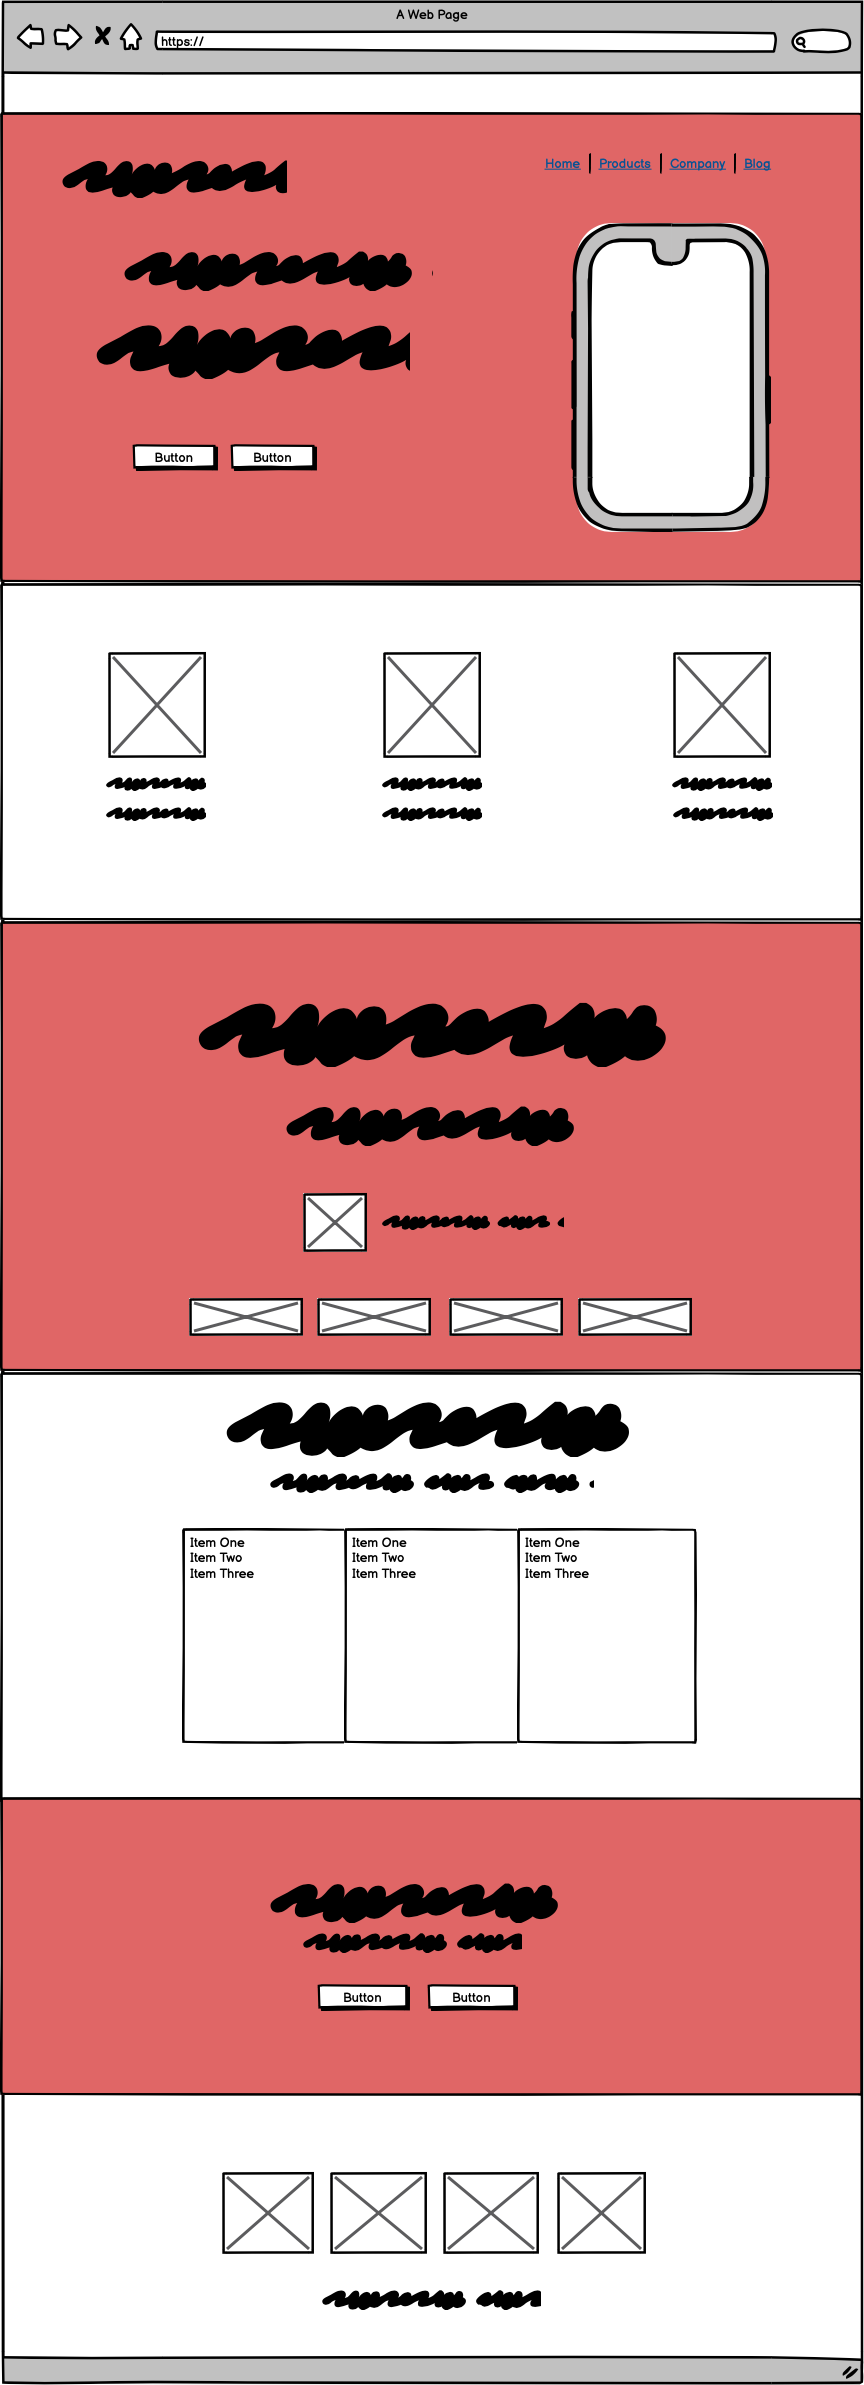 A Web Page
https://
Home Products Company Blog
Button Button
Item One Item One Item One
Item Two Item Two Item Two
Item Three Item Three Item Three
Button Button